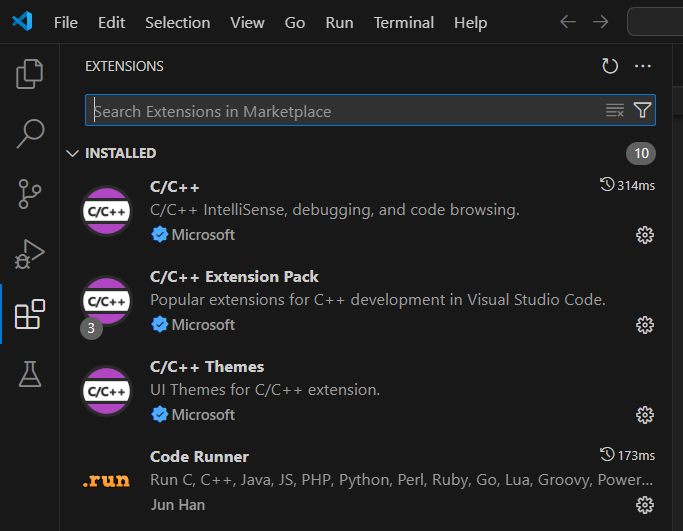 File Edit Selection View Go Run Terminal Help
EXTENSIONS
Search Extensions in Marketplace
INSTALLED 10
C/C++ 314ms
C/C++
C/C++ IntelliSense, debugging, and code browsing.
Microsoft
C/C++ Extension Pack
C/C++
Popular extensions for C++ development in Visual Studio Code.
3
Microsoft
C/C++ Themes
C/C++
UI Themes for C/C++ extension.
Microsoft
Code Runner 173ms
.run
Run C, C++, Java, JS, PHP, Python, Perl, Ruby, Go, Lua, Groovy, Power...
Jun Han